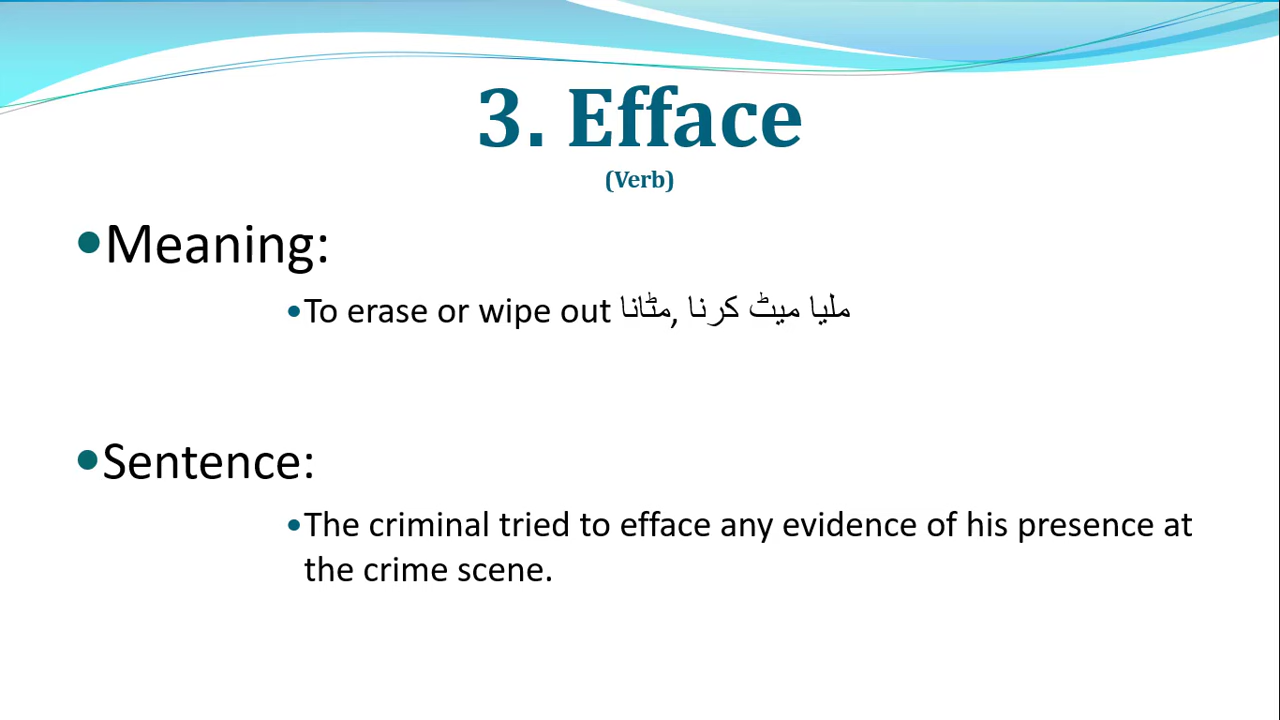 3. Efface
(Verb)
•Meaning:
•To erase or wipe out مٹانا, ملیا میٹ کرنا
•Sentence:
•The criminal tried to efface any evidence of his presence at
the crime scene.